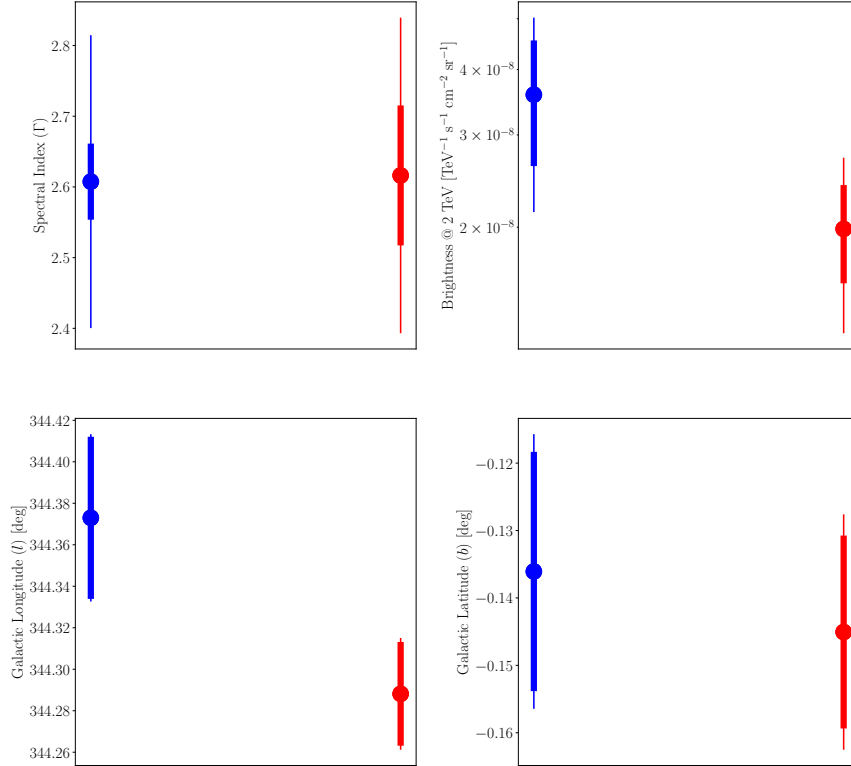 Spectral Index (Γ)
2.8
2.7
2.6
2.5
2.4
Brightness @ 2 TeV [TeV⁻¹ s⁻¹ cm⁻² sr⁻¹]
4 × 10⁻⁸
3 × 10⁻⁸
2 × 10⁻⁸
Galactic Longitude (l) [deg]
344.42
344.40
344.38
344.36
344.34
344.32
344.30
344.28
344.26
Galactic Latitude (b) [deg]
−0.12
−0.13
−0.14
−0.15
−0.16